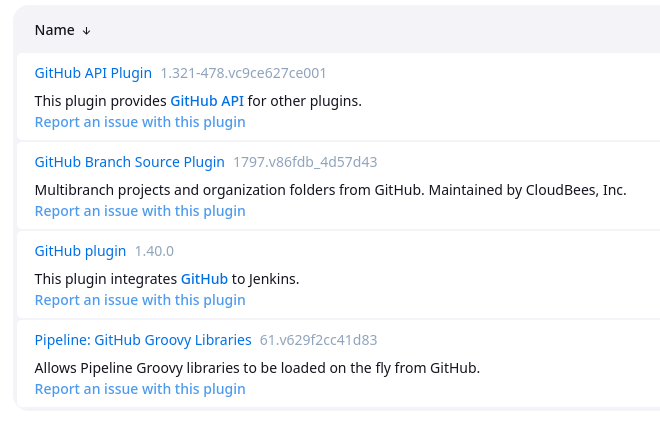 Name ↓
GitHub API Plugin 1.321-478.vc9ce627ce001
This plugin provides GitHub API for other plugins.
Report an issue with this plugin
GitHub Branch Source Plugin 1797.v86fdb_4d57d43
Multibranch projects and organization folders from GitHub. Maintained by CloudBees, Inc.
Report an issue with this plugin
GitHub plugin 1.40.0
This plugin integrates GitHub to Jenkins.
Report an issue with this plugin
Pipeline: GitHub Groovy Libraries 61.v629f2cc41d83
Allows Pipeline Groovy libraries to be loaded on the fly from GitHub.
Report an issue with this plugin